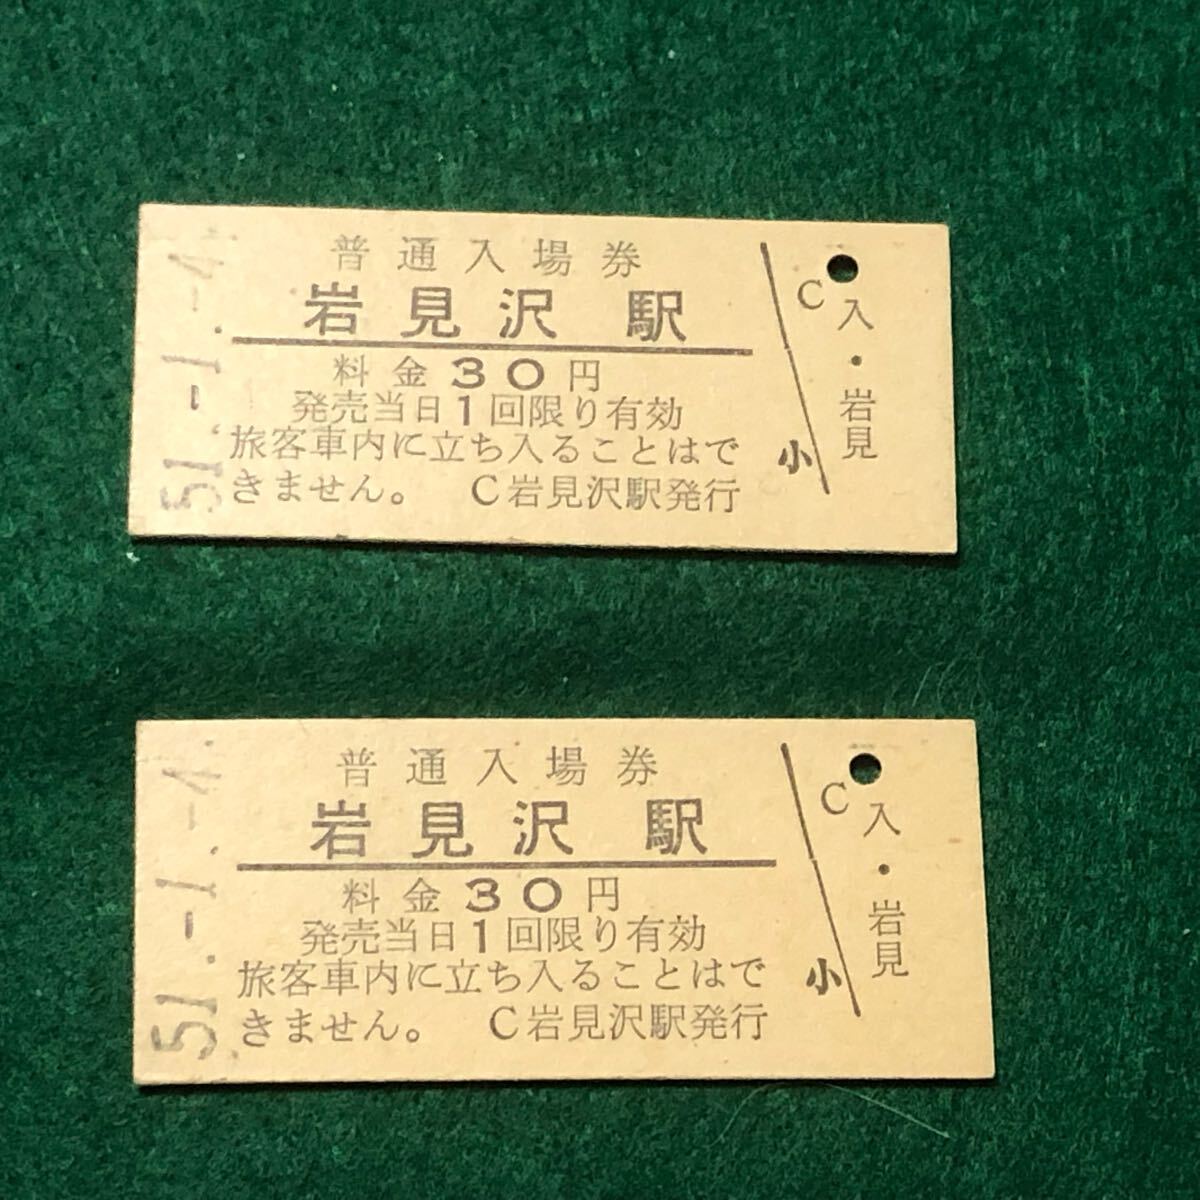 普通入場券
岩見沢駅
料金30円
発売当日1回限り有効
旅客車内に立ち入ることはで
きません。 C岩見沢駅発行
51.-1.-4.
C
入・岩見
小
普通入場券
岩見沢駅
料金30円
発売当日1回限り有効
旅客車内に立ち入ることはで
きません。 C岩見沢駅発行
51.-1.-4.
C
入・岩見
小